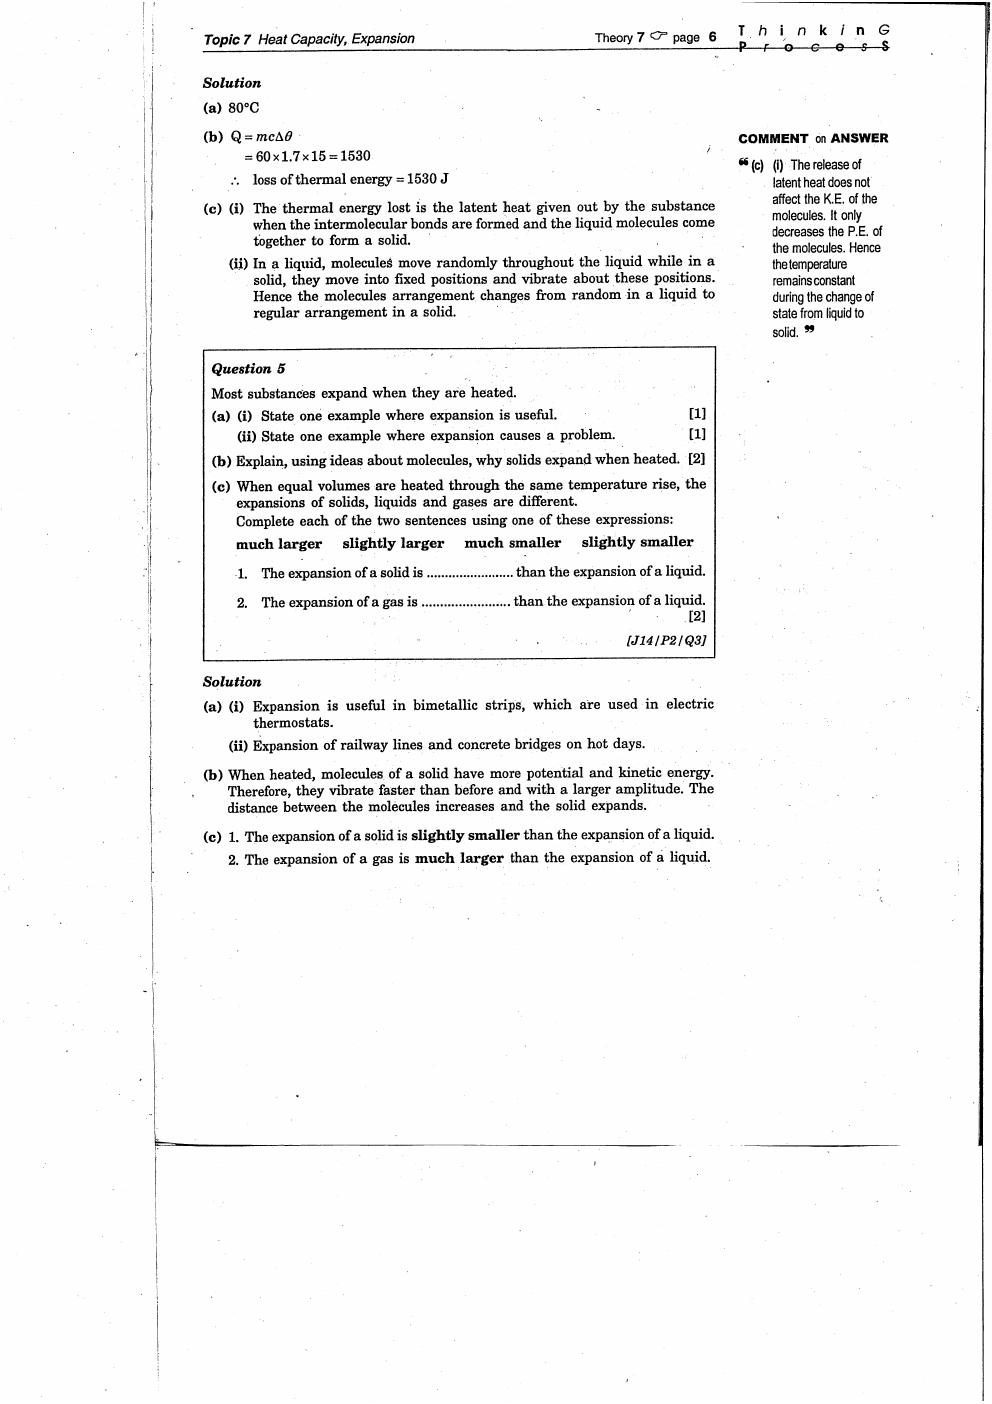 Topic 7 Heat Capacity, Expansion
Theory 7 ☞ page 6
T h i n k i n G
P r o c e s S
Solution
(a) 80°C
(b) Q = mcΔθ
= 60 × 1.7 × 15 = 1530
∴ loss of thermal energy = 1530 J
(c) (i) The thermal energy lost is the latent heat given out by the substance
when the intermolecular bonds are formed and the liquid molecules come
together to form a solid.
(ii) In a liquid, molecules move randomly throughout the liquid while in a
solid, they move into fixed positions and vibrate about these positions.
Hence the molecules arrangement changes from random in a liquid to
regular arrangement in a solid.
COMMENT on ANSWER
❝ (c) (i) The release of
latent heat does not
affect the K.E. of the
molecules. It only
decreases the P.E. of
the molecules. Hence
the temperature
remains constant
during the change of
state from liquid to
solid. ❞
Question 5
Most substances expand when they are heated.
(a) (i) State one example where expansion is useful. [1]
(ii) State one example where expansion causes a problem. [1]
(b) Explain, using ideas about molecules, why solids expand when heated. [2]
(c) When equal volumes are heated through the same temperature rise, the
expansions of solids, liquids and gases are different.
Complete each of the two sentences using one of these expressions:
much larger slightly larger much smaller slightly smaller
1. The expansion of a solid is ........................ than the expansion of a liquid.
2. The expansion of a gas is ........................ than the expansion of a liquid.
[2]
[J14/P2/Q3]
Solution
(a) (i) Expansion is useful in bimetallic strips, which are used in electric
thermostats.
(ii) Expansion of railway lines and concrete bridges on hot days.
(b) When heated, molecules of a solid have more potential and kinetic energy.
Therefore, they vibrate faster than before and with a larger amplitude. The
distance between the molecules increases and the solid expands.
(c) 1. The expansion of a solid is slightly smaller than the expansion of a liquid.
2. The expansion of a gas is much larger than the expansion of a liquid.